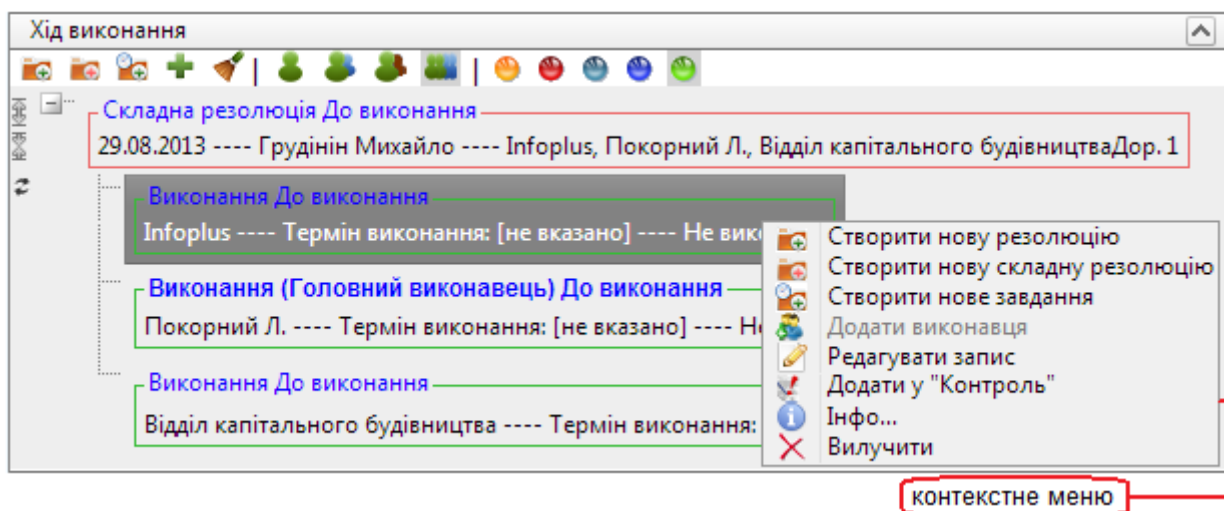 Хід виконання
Складна резолюція До виконання
29.08.2013 ---- Грудінін Михайло ---- Infoplus, Покорний Л., Відділ капітального будівництваДор. 1
Виконання До виконання
Infoplus ---- Термін виконання: [не вказано] ---- Не вико
Виконання (Головний виконавець) До виконання
Покорний Л. ---- Термін виконання: [не вказано] ---- Н
Виконання До виконання
Відділ капітального будівництва ---- Термін виконання:
Створити нову резолюцію
Створити нову складну резолюцію
Створити нове завдання
Додати виконавця
Редагувати запис
Додати у "Контроль"
Інфо...
Вилучити
контекстне меню